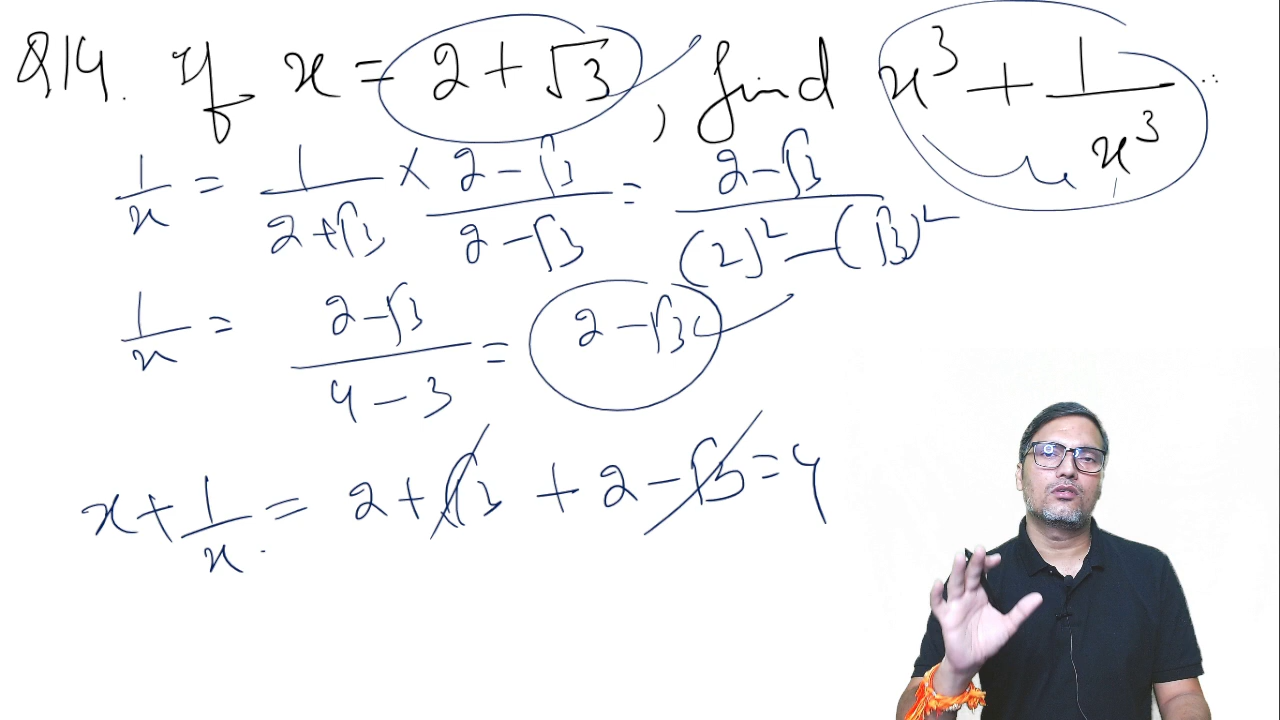 Q14. If x = 2 + √3, find x³ + 1/x³
1/x = 1/(2+√3) × (2-√3)/(2-√3) = (2-√3)/((2)²-(√3)²)
1/x = (2-√3)/(4-3) = 2-√3
x + 1/x = 2+√3 + 2-√3 = 4